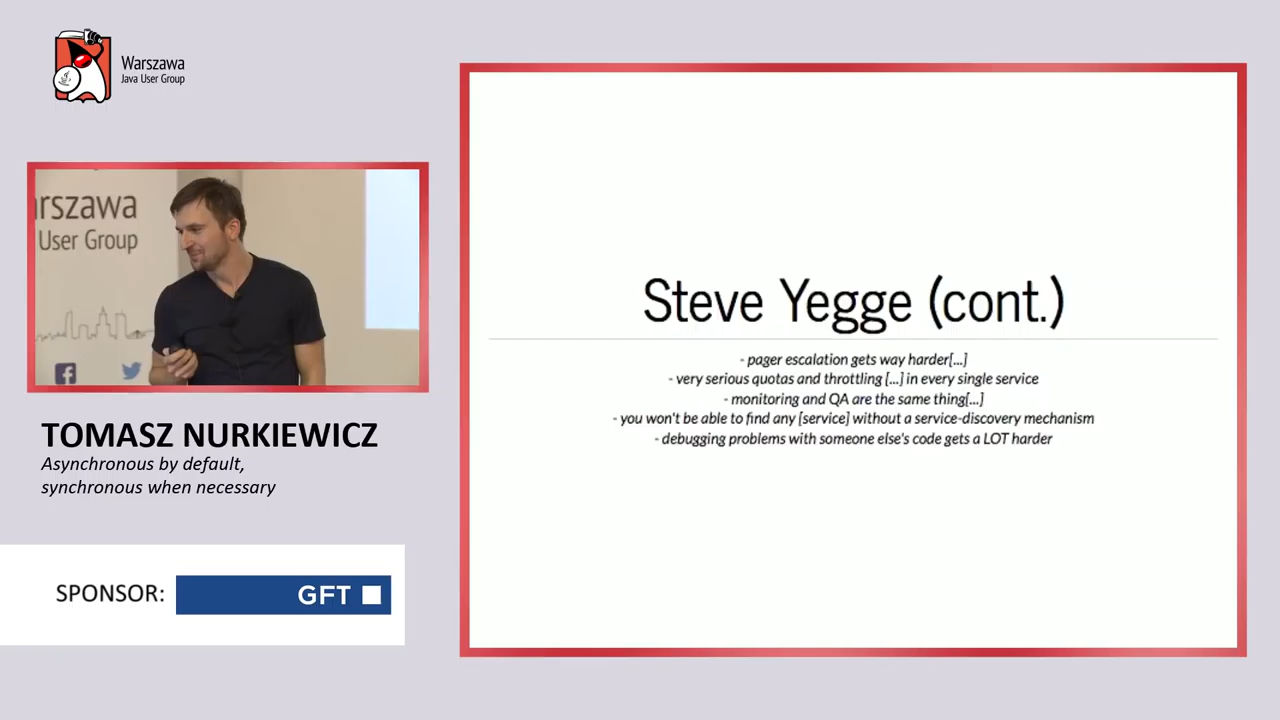 Warszawa
Java User Group
rszawa
User Group
TOMASZ NURKIEWICZ
Asynchronous by default,
synchronous when necessary
SPONSOR:
GFT
Steve Yegge (cont.)
- pager escalation gets way harder[...]
- very serious quotas and throttling [...] in every single service
- monitoring and QA are the same thing[...]
- you won't be able to find any [service] without a service-discovery mechanism
- debugging problems with someone else's code gets a LOT harder